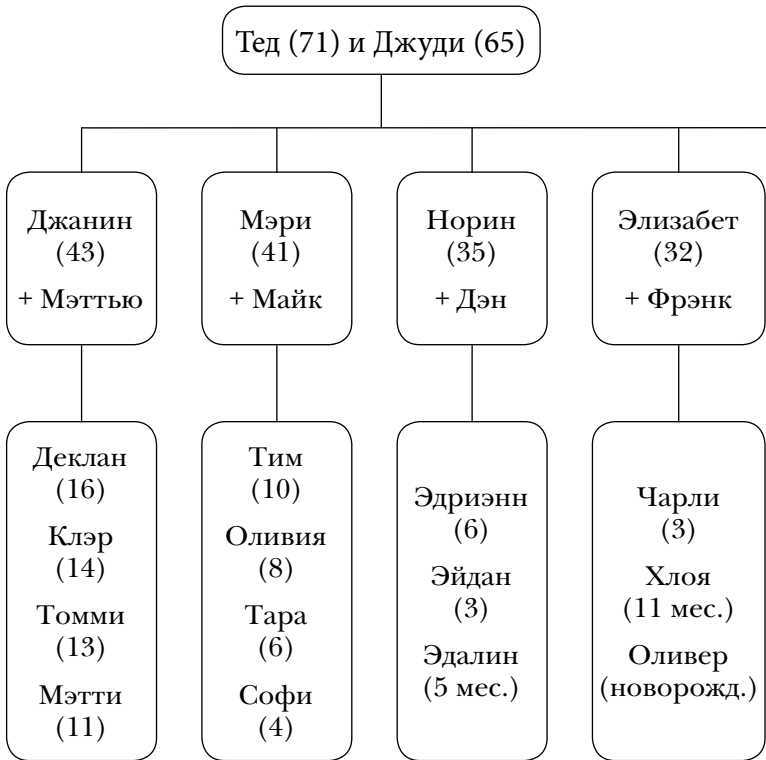 Тед (71) и Джуди (65)
Джанин
(43)
+ Мэттью
Мэри
(41)
+ Майк
Норин
(35)
+ Дэн
Элизабет
(32)
+ Фрэнк
Деклан
(16)
Клэр
(14)
Томми
(13)
Мэтти
(11)
Тим
(10)
Оливия
(8)
Тара
(6)
Софи
(4)
Эдриэнн
(6)
Эйдан
(3)
Эдалин
(5 мес.)
Чарли
(3)
Хлоя
(11 мес.)
Оливер
(новорожд.)